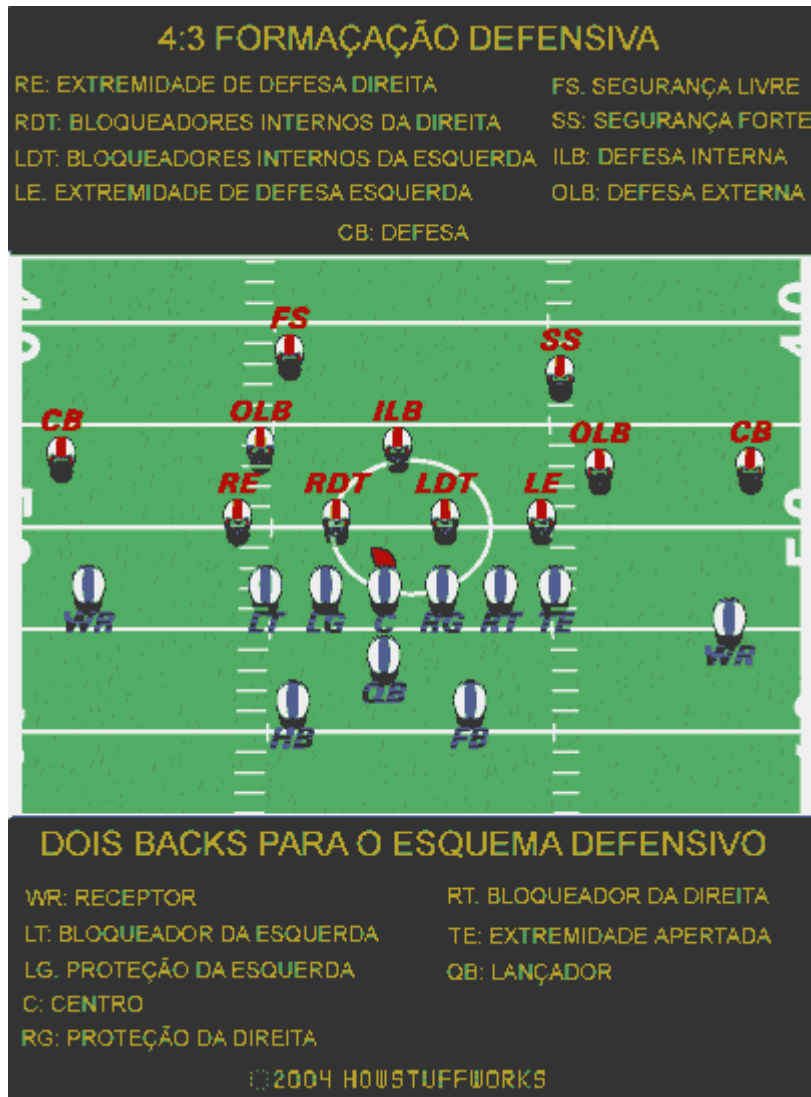 4:3 FORMAÇAÇÃO DEFENSIVA
RE: EXTREMIDADE DE DEFESA DIREITA
RDT: BLOQUEADORES INTERNOS DA DIREITA
LDT: BLOQUEADORES INTERNOS DA ESQUERDA
LE. EXTREMIDADE DE DEFESA ESQUERDA
FS. SEGURANÇA LIVRE
SS: SEGURANÇA FORTE
ILB: DEFESA INTERNA
OLB: DEFESA EXTERNA
CB: DEFESA
FS
SS
CB OLB ILB OLB CB
RE RDT LDT LE
WR LT LG C RG RT TE WR
QB
HB FB
DOIS BACKS PARA O ESQUEMA DEFENSIVO
WR: RECEPTOR
LT: BLOQUEADOR DA ESQUERDA
LG. PROTEÇÃO DA ESQUERDA
C: CENTRO
RG: PROTEÇÃO DA DIREITA
RT. BLOQUEADOR DA DIREITA
TE: EXTREMIDADE APERTADA
QB: LANÇADOR
©2004 HOWSTUFFWORKS